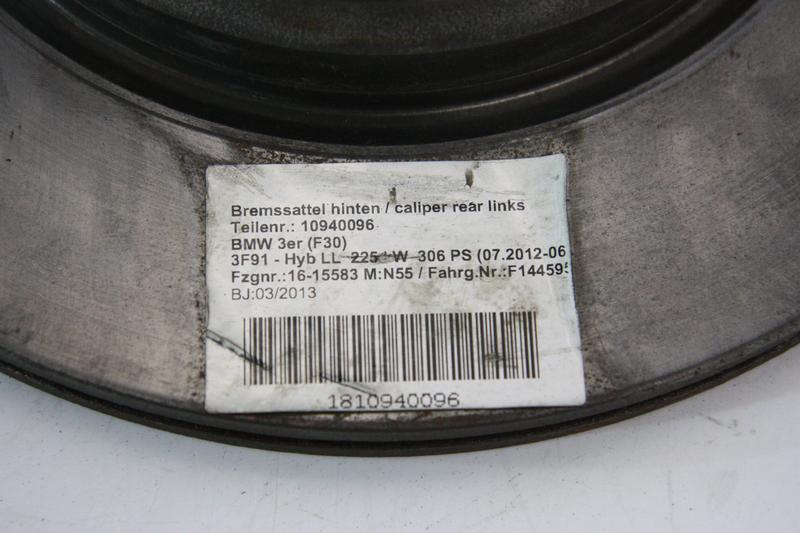 Bremssattel hinten / caliper rear links
Teilenr.: 10940096
BMW 3er (F30)
3F91 - Hyb LL 225 W 306 PS (07.2012-06
Fzgnr.:16-15583 M:N55 / Fahrg.Nr.:F144595
BJ:03/2013
1810940096